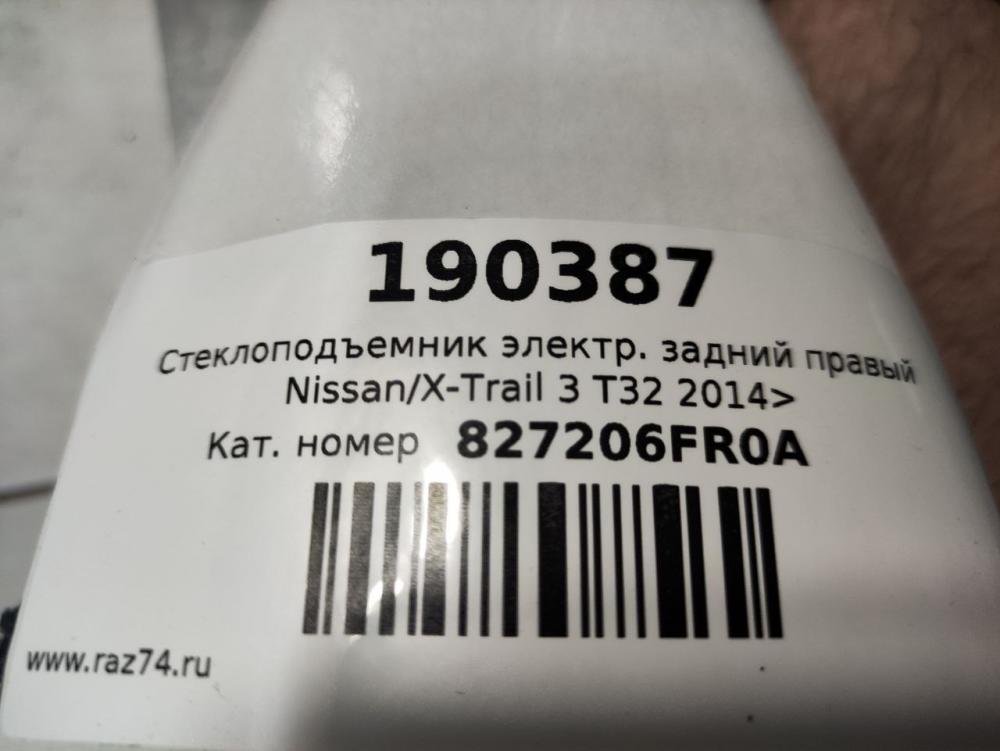 190387
Стеклоподъемник электр. задний правый
Nissan/X-Trail 3 T32 2014>
Кат. номер 827206FR0A
www.raz74.ru